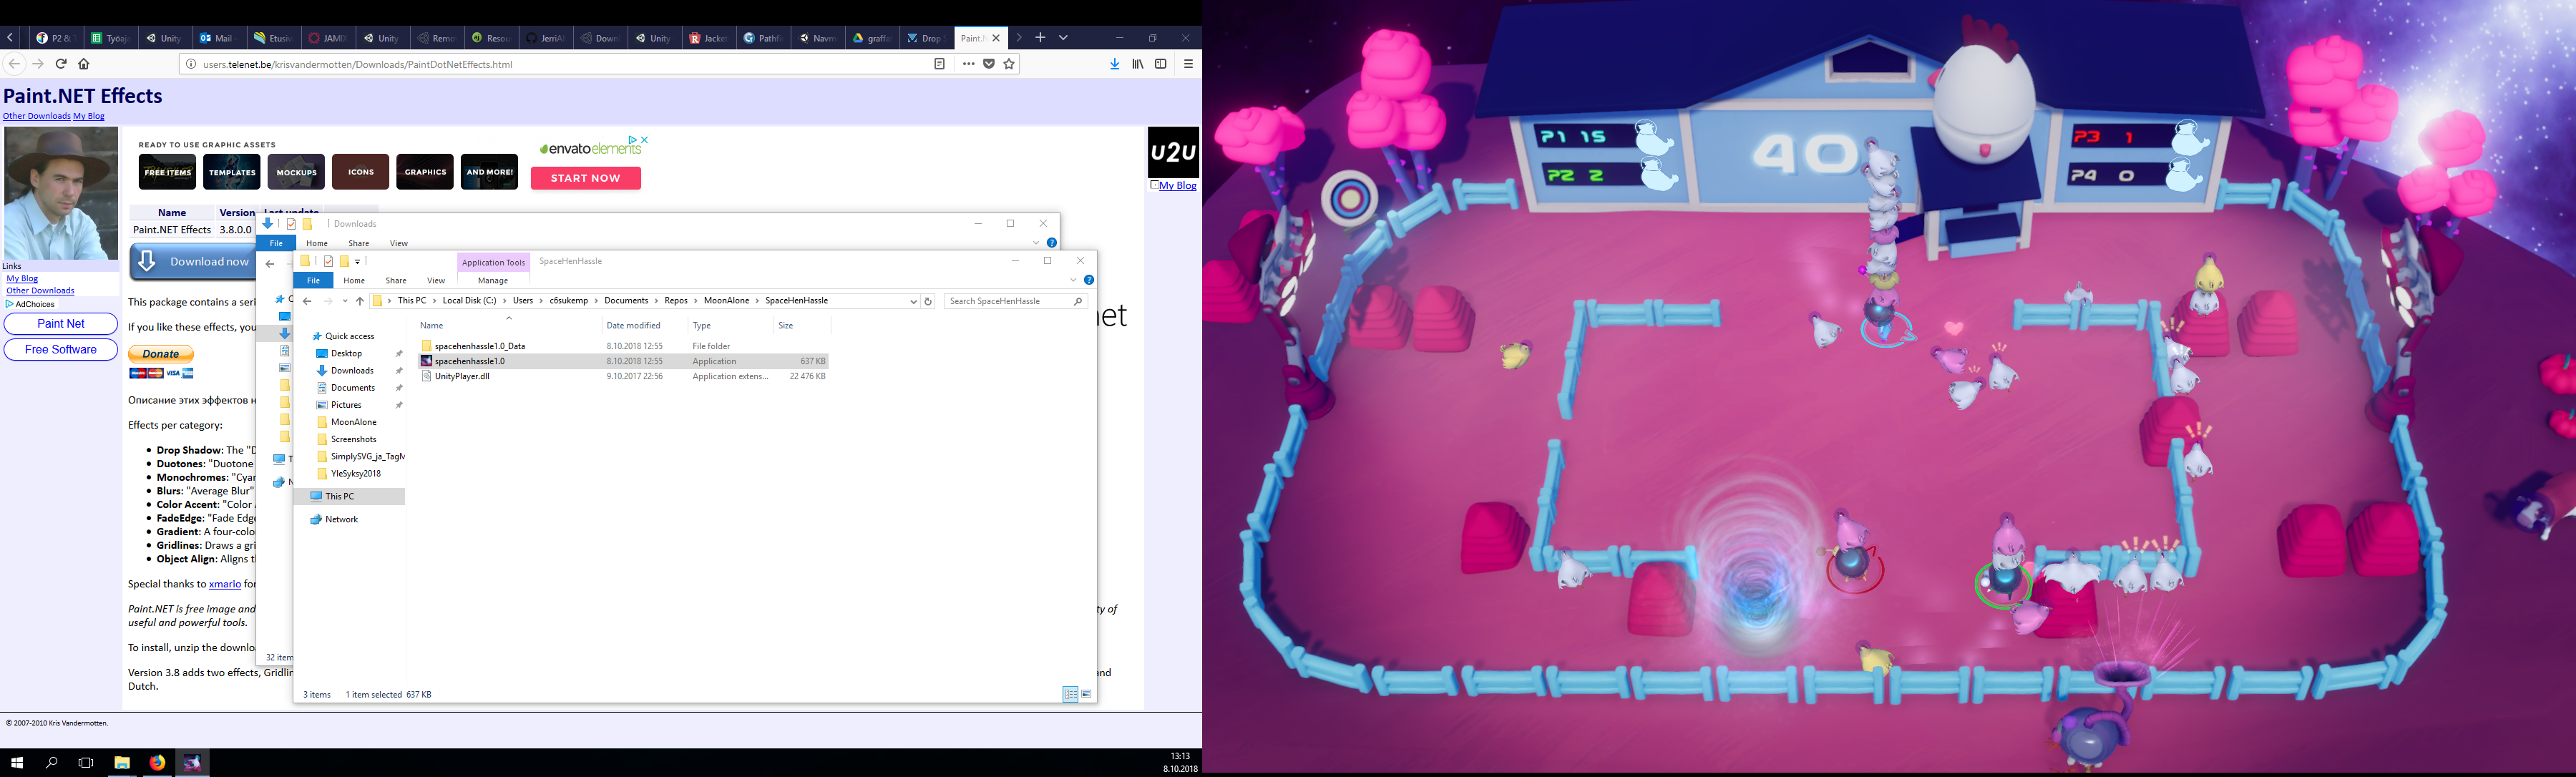 P2 &
Työaj
Unity
Mail -
Etusiv
JAMIX
Unity
Remo
Resou
JerriA
Down
Unity
Jacket
Pathfi
Navm
graffa
Drop S
Paint.N
users.telenet.be/krisvandermotten/Downloads/PaintDotNetEffects.html
Paint.NET Effects
Other Downloads My Blog
READY TO USE GRAPHIC ASSETS
envatoelements
FREE ITEMS
TEMPLATES
MOCKUPS
ICONS
GRAPHICS
AND MORE!
START NOW
u2u
My Blog
Name Version Last update
Paint.NET Effects 3.8.0.0
Download now
Links
My Blog
Other Downloads
AdChoices
Paint Net
Free Software
This package contains a seri
If you like these effects, you
Donate
VISA
Описание этих эффектов н
Effects per category:
Drop Shadow: The "D
Duotones: "Duotone
Monochromes: "Cyan
Blurs: "Average Blur"
Color Accent: "Color
FadeEdge: "Fade Edge
Gradient: A four-colo
Gridlines: Draws a gri
Object Align: Aligns th
Special thanks to xmario for
Paint.NET is free image and
ty of
useful and powerful tools.
To install, unzip the downlo
Version 3.8 adds two effects, Gridlin
and
Dutch.
© 2007-2010 Kris Vandermotten.
net
Downloads
File Home Share View
32 item
Application Tools
SpaceHenHassle
File Home Share View Manage
This PC Local Disk (C:) Users c6sukemp Documents Repos MoonAlone SpaceHenHassle
Search SpaceHenHassle
Name Date modified Type Size
Quick access
Desktop
Downloads
Documents
Pictures
MoonAlone
Screenshots
SimplySVG_ja_TagM
YleSyksy2018
This PC
Network
spacehenhassle1.0_Data 8.10.2018 12:55 File folder
spacehenhassle1.0 8.10.2018 12:55 Application 637 KB
UnityPlayer.dll 9.10.2017 22:56 Application extens... 22 476 KB
3 items 1 item selected 637 KB
13:13
8.10.2018
P1 15
P2 2
40
P3 1
P4 0